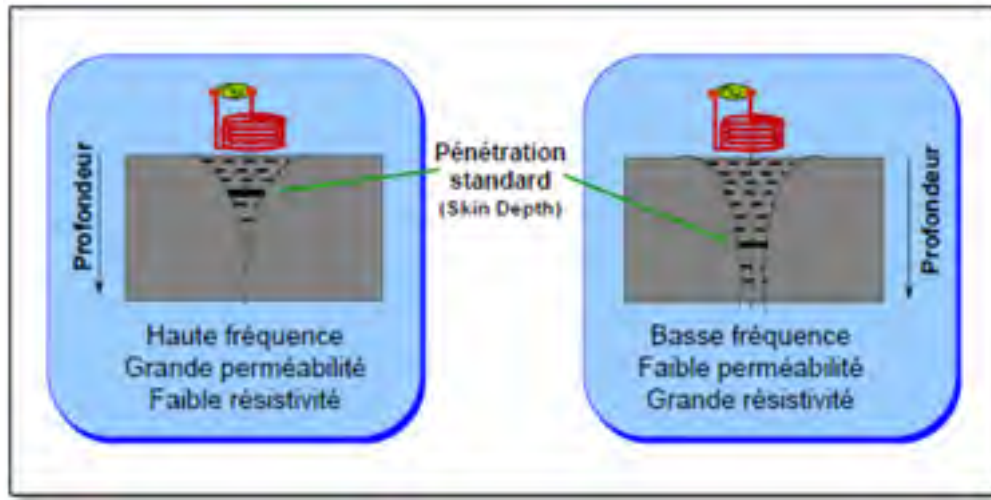 Profondeur
Haute fréquence
Grande perméabilité
Faible résistivité
Pénétration
standard
(Skin Depth)
Profondeur
Basse fréquence
Faible perméabilité
Grande résistivité